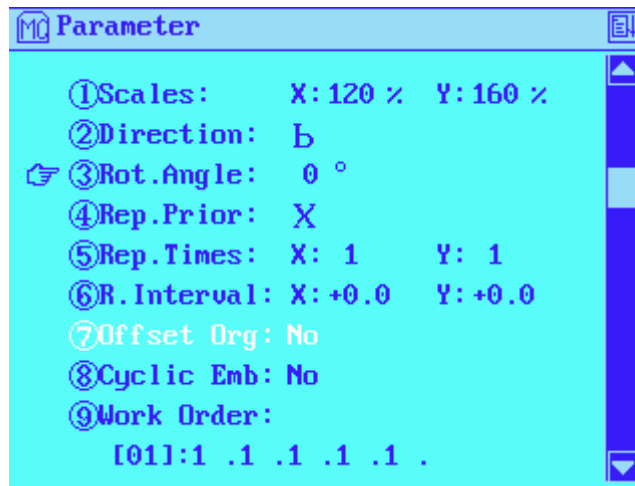 MC Parameter
①Scales: X:120 % Y:160 %
②Direction: Ь
③Rot.Angle: 0 °
④Rep.Prior: X
⑤Rep.Times: X: 1 Y: 1
⑥R.Interval: X:+0.0 Y:+0.0
⑦Offset Org: No
⑧Cyclic Emb: No
⑨Work Order:
[01]:1 .1 .1 .1 .1 .